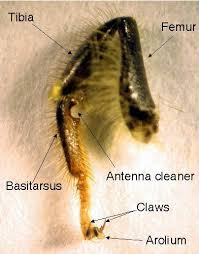 Tibia
Femur
Basitarsus
Antenna cleaner
Claws
Arolium